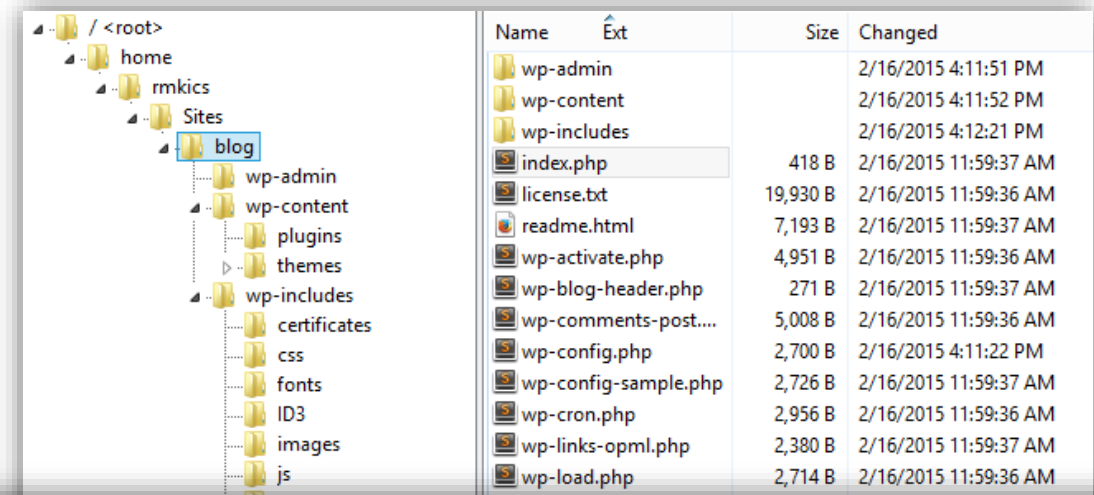 / <root>
home
rmkics
Sites
blog
wp-admin
wp-content
plugins
themes
wp-includes
certificates
css
fonts
ID3
images
js
Name Ext Size Changed
wp-admin 2/16/2015 4:11:51 PM
wp-content 2/16/2015 4:11:52 PM
wp-includes 2/16/2015 4:12:21 PM
index.php 418 B 2/16/2015 11:59:37 AM
license.txt 19,930 B 2/16/2015 11:59:36 AM
readme.html 7,193 B 2/16/2015 11:59:37 AM
wp-activate.php 4,951 B 2/16/2015 11:59:36 AM
wp-blog-header.php 271 B 2/16/2015 11:59:37 AM
wp-comments-post.... 5,008 B 2/16/2015 11:59:36 AM
wp-config.php 2,700 B 2/16/2015 4:11:22 PM
wp-config-sample.php 2,726 B 2/16/2015 11:59:37 AM
wp-cron.php 2,956 B 2/16/2015 11:59:36 AM
wp-links-opml.php 2,380 B 2/16/2015 11:59:37 AM
wp-load.php 2,714 B 2/16/2015 11:59:37 AM